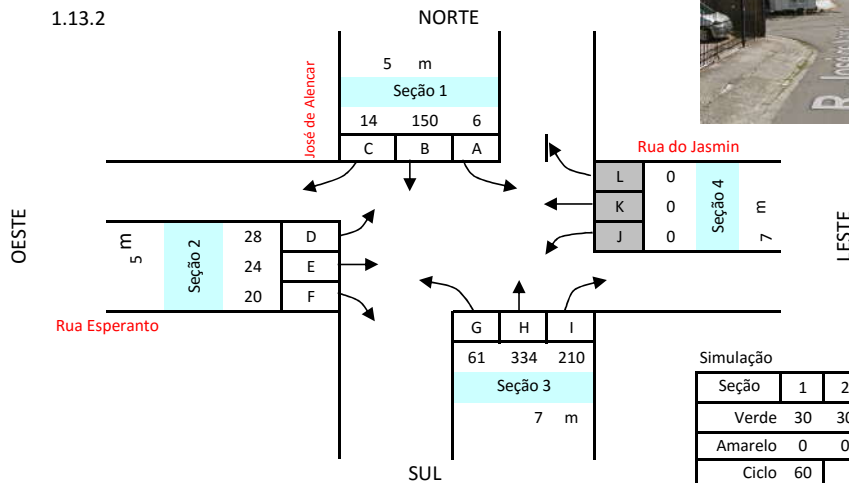 1.13.2
NORTE
5 m
José de Alencar
Seção 1
14 150 6
C B A
Rua do Jasmin
L 0
K 0
J 0
Seção 4
7 m
LESTE
OESTE
5 m
Seção 2
28 D
24 E
20 F
Rua Esperanto
G H I
61 334 210
Seção 3
7 m
SUL
Simulação
Seção 1 2
Verde 30 30
Amarelo 0 0
Ciclo 60